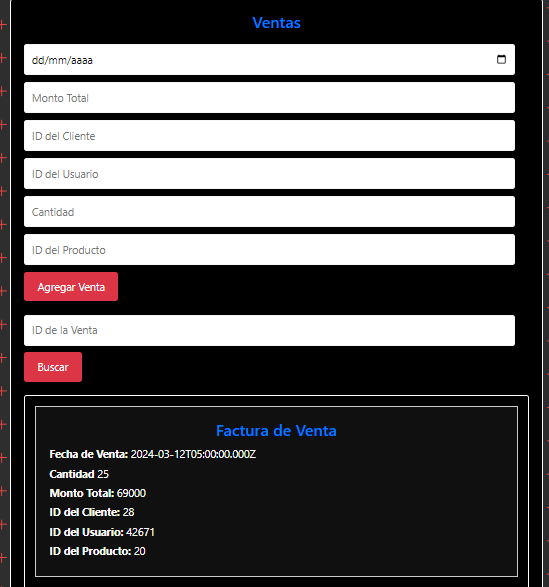 Ventas
dd/mm/aaaa
Monto Total
ID del Cliente
ID del Usuario
Cantidad
ID del Producto
Agregar Venta
ID de la Venta
Buscar
Factura de Venta
Fecha de Venta: 2024-03-12T05:00:00.000Z
Cantidad 25
Monto Total: 69000
ID del Cliente: 28
ID del Usuario: 42671
ID del Producto: 20